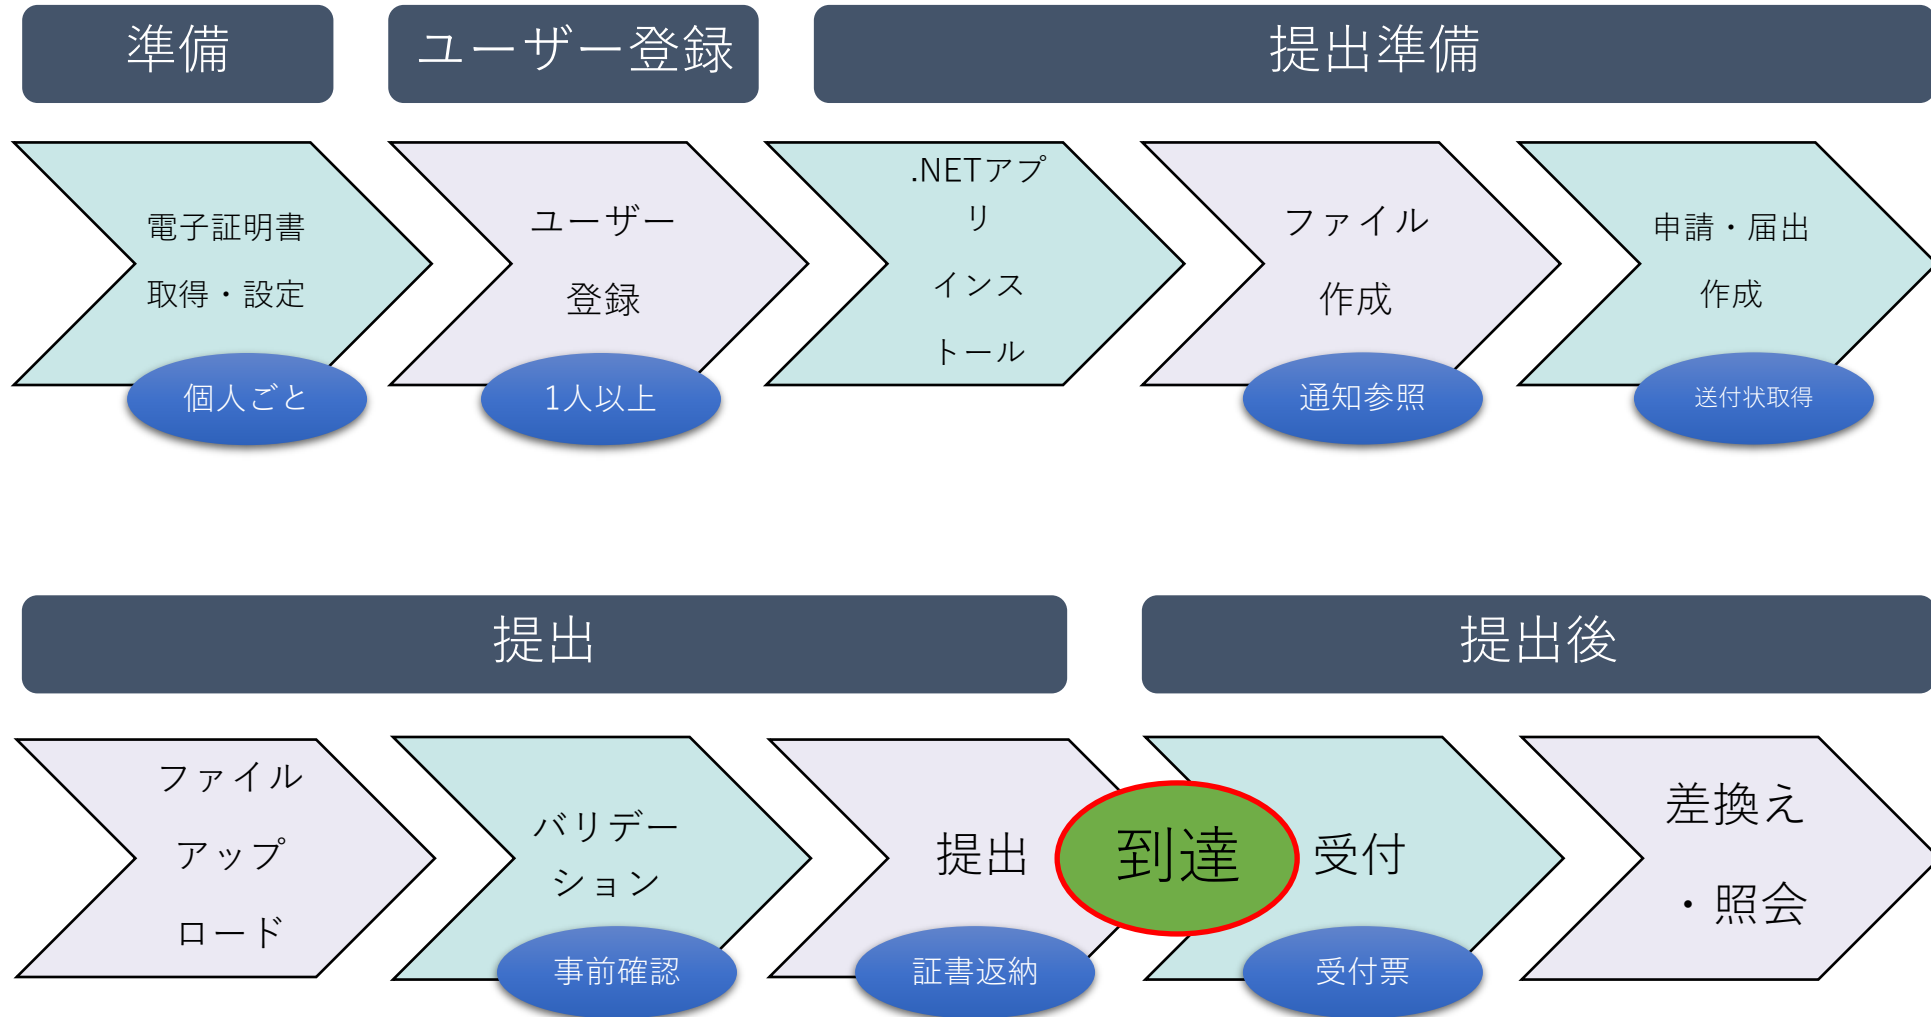 準備
ユーザー登録
提出準備
電子証明書
取得・設定
個人ごと
ユーザー
登録
1人以上
.NETアプ
リ
インス
トール
ファイル
作成
通知参照
申請・届出
作成
送付状取得
提出
提出後
ファイル
アップ
ロード
バリデー
ション
事前確認
提出
証書返納
到達
受付
受付票
差換え
・照会